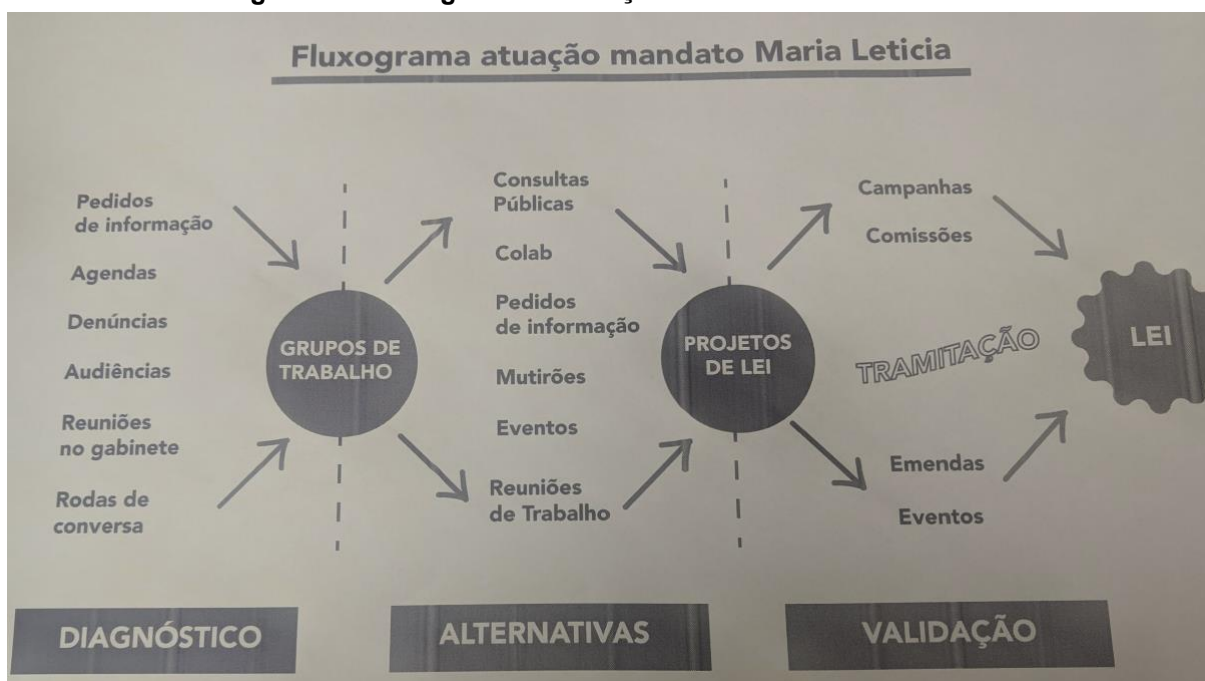 Fluxograma atuação mandato Maria Leticia
Pedidos
de informação
Agendas
Denúncias
Audiências
Reuniões
no gabinete
Rodas de
conversa
GRUPOS DE
TRABALHO
Consultas
Públicas
Colab
Pedidos
de informação
Mutirões
Eventos
Reuniões
de Trabalho
PROJETOS
DE LEI
Campanhas
Comissões
TRAMITAÇÃO
Emendas
Eventos
LEI
DIAGNÓSTICO
ALTERNATIVAS
VALIDAÇÃO